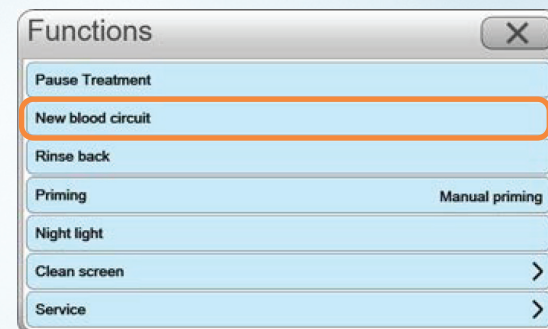 Functions
Pause Treatment
New blood circuit
Rinse back
Priming Manual priming
Night light
Clean screen
Service